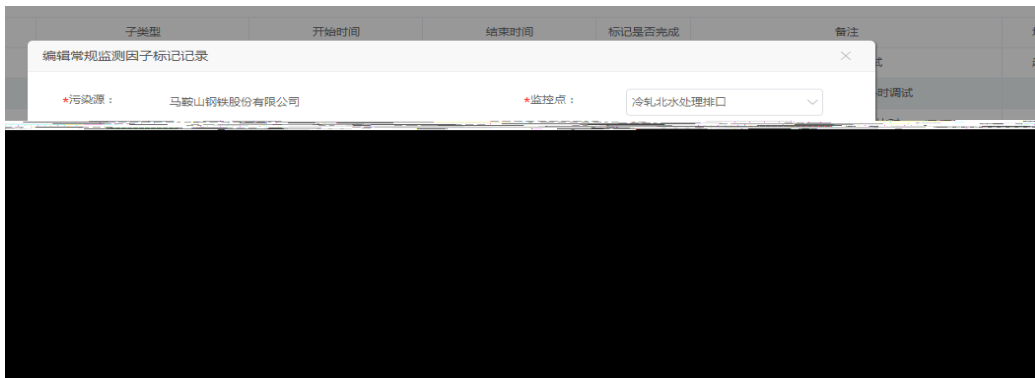 子类型 开始时间 结束时间 标记是否完成 备注
编辑常规监测因子标记记录
*污染源： 马鞍山钢铁股份有限公司 *监控点： 冷轧北水处理排口
时调试